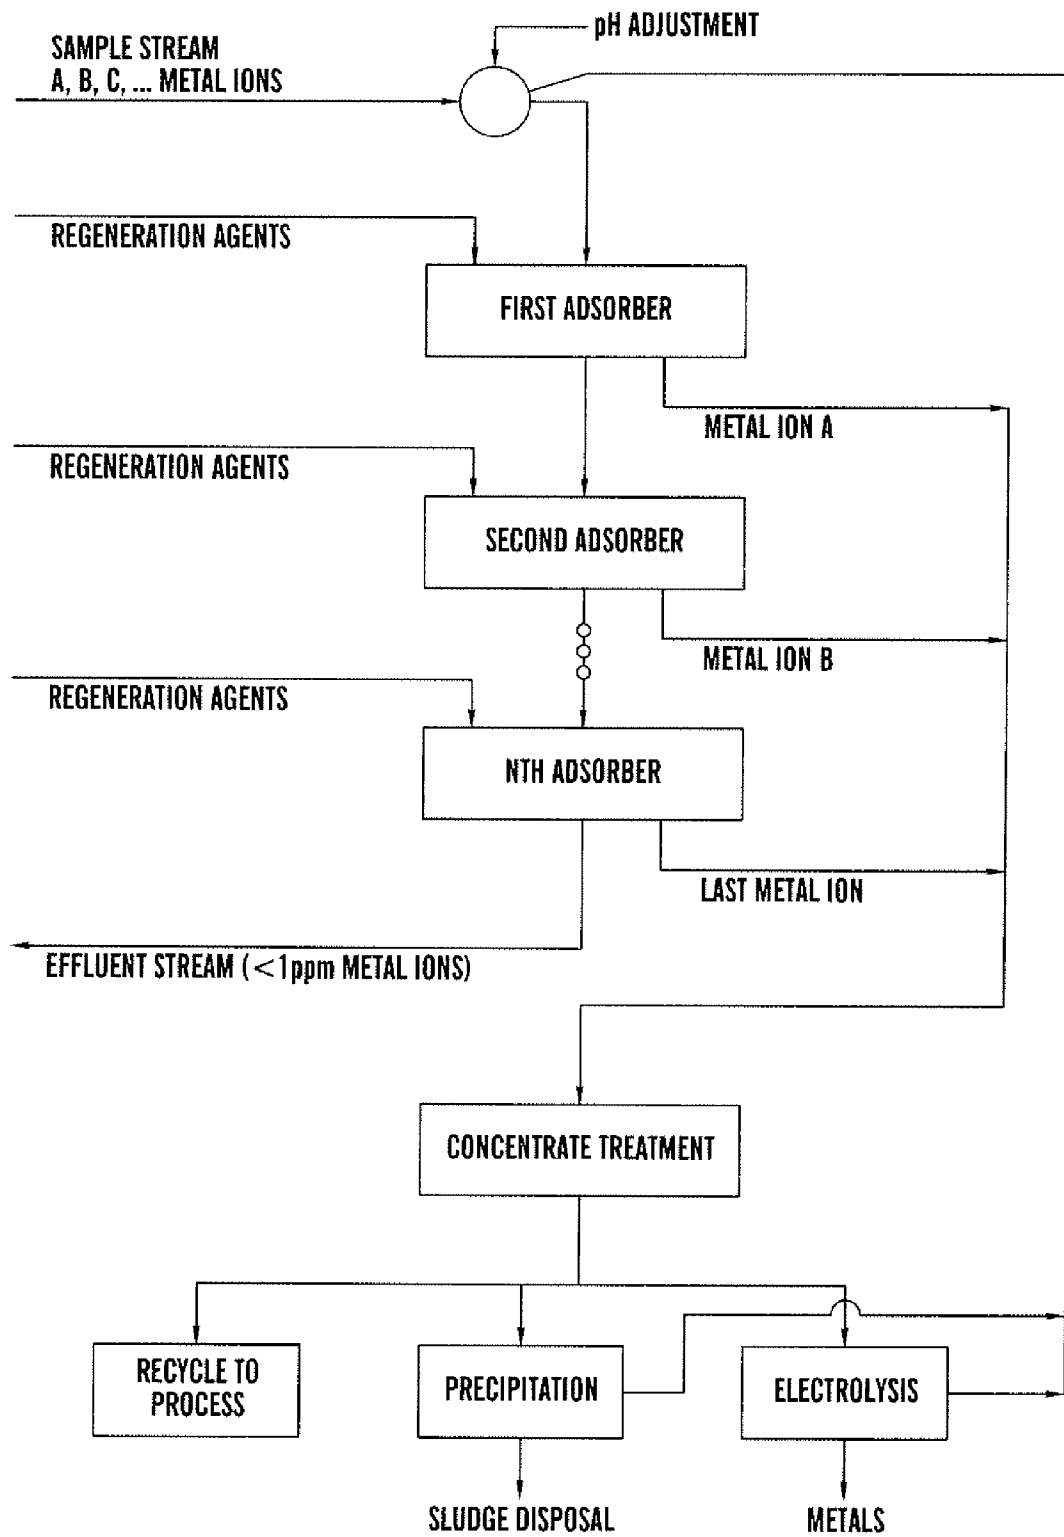 pH ADJUSTMENT
SAMPLE STREAM
A, B, C, ... METAL IONS
REGENERATION AGENTS
FIRST ADSORBER
METAL ION A
REGENERATION AGENTS
SECOND ADSORBER
METAL ION B
REGENERATION AGENTS
NTH ADSORBER
LAST METAL ION
EFFLUENT STREAM (<1ppm METAL IONS)
CONCENTRATE TREATMENT
RECYCLE TO
PROCESS
PRECIPITATION
ELECTROLYSIS
SLUDGE DISPOSAL
METALS